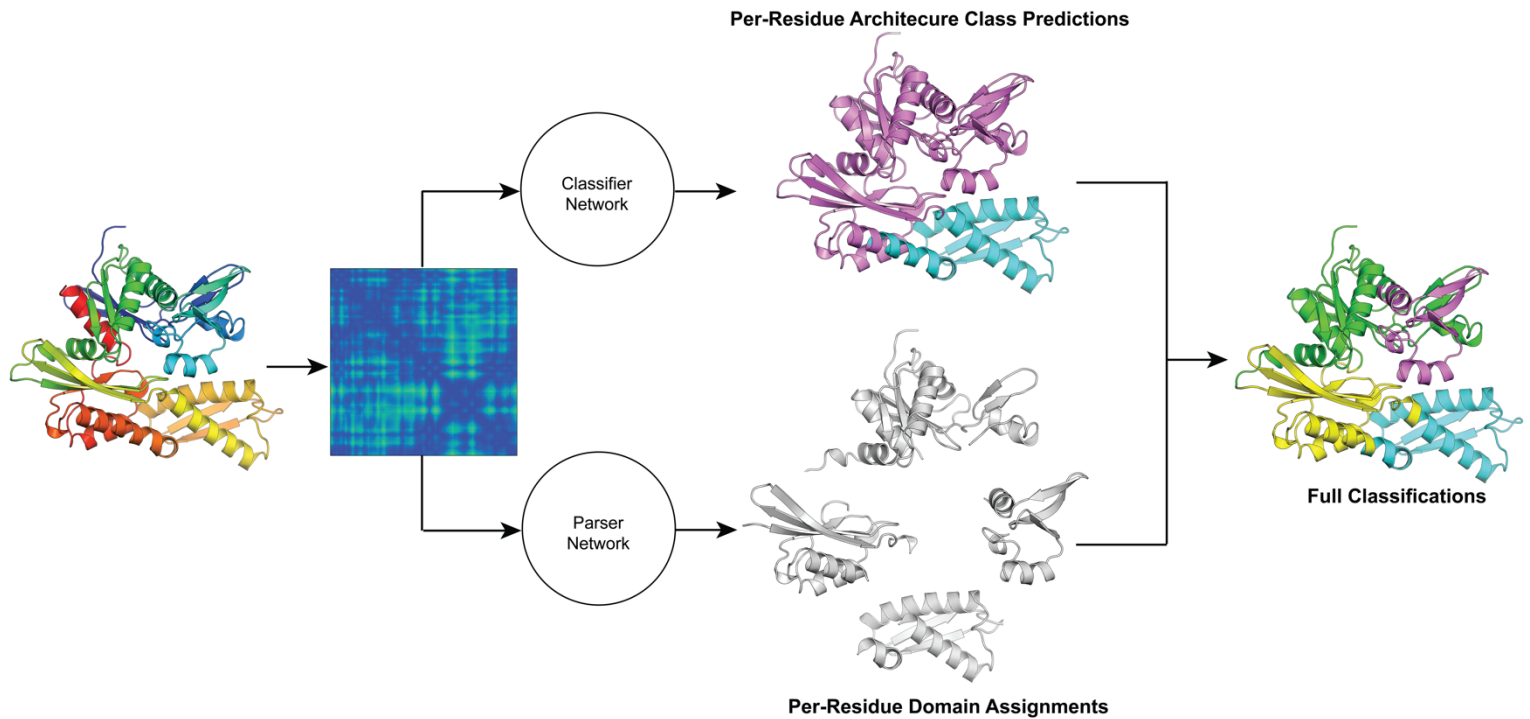 Per-Residue Architecure Class Predictions
Classifier
Network
Parser
Network
Full Classifications
Per-Residue Domain Assignments